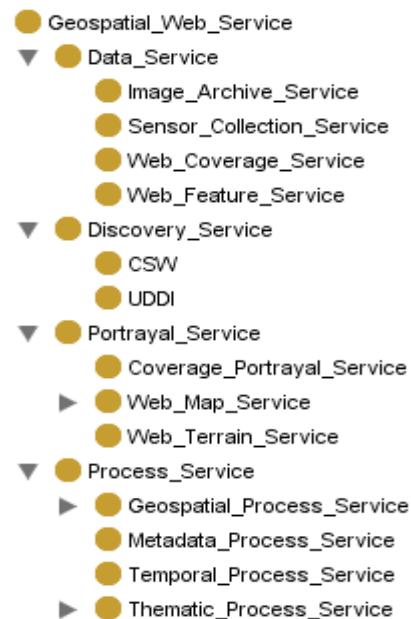 Geospatial_Web_Service
Data_Service
Image_Archive_Service
Sensor_Collection_Service
Web_Coverage_Service
Web_Feature_Service
Discovery_Service
CSW
UDDI
Portrayal_Service
Coverage_Portrayal_Service
Web_Map_Service
Web_Terrain_Service
Process_Service
Geospatial_Process_Service
Metadata_Process_Service
Temporal_Process_Service
Thematic_Process_Service